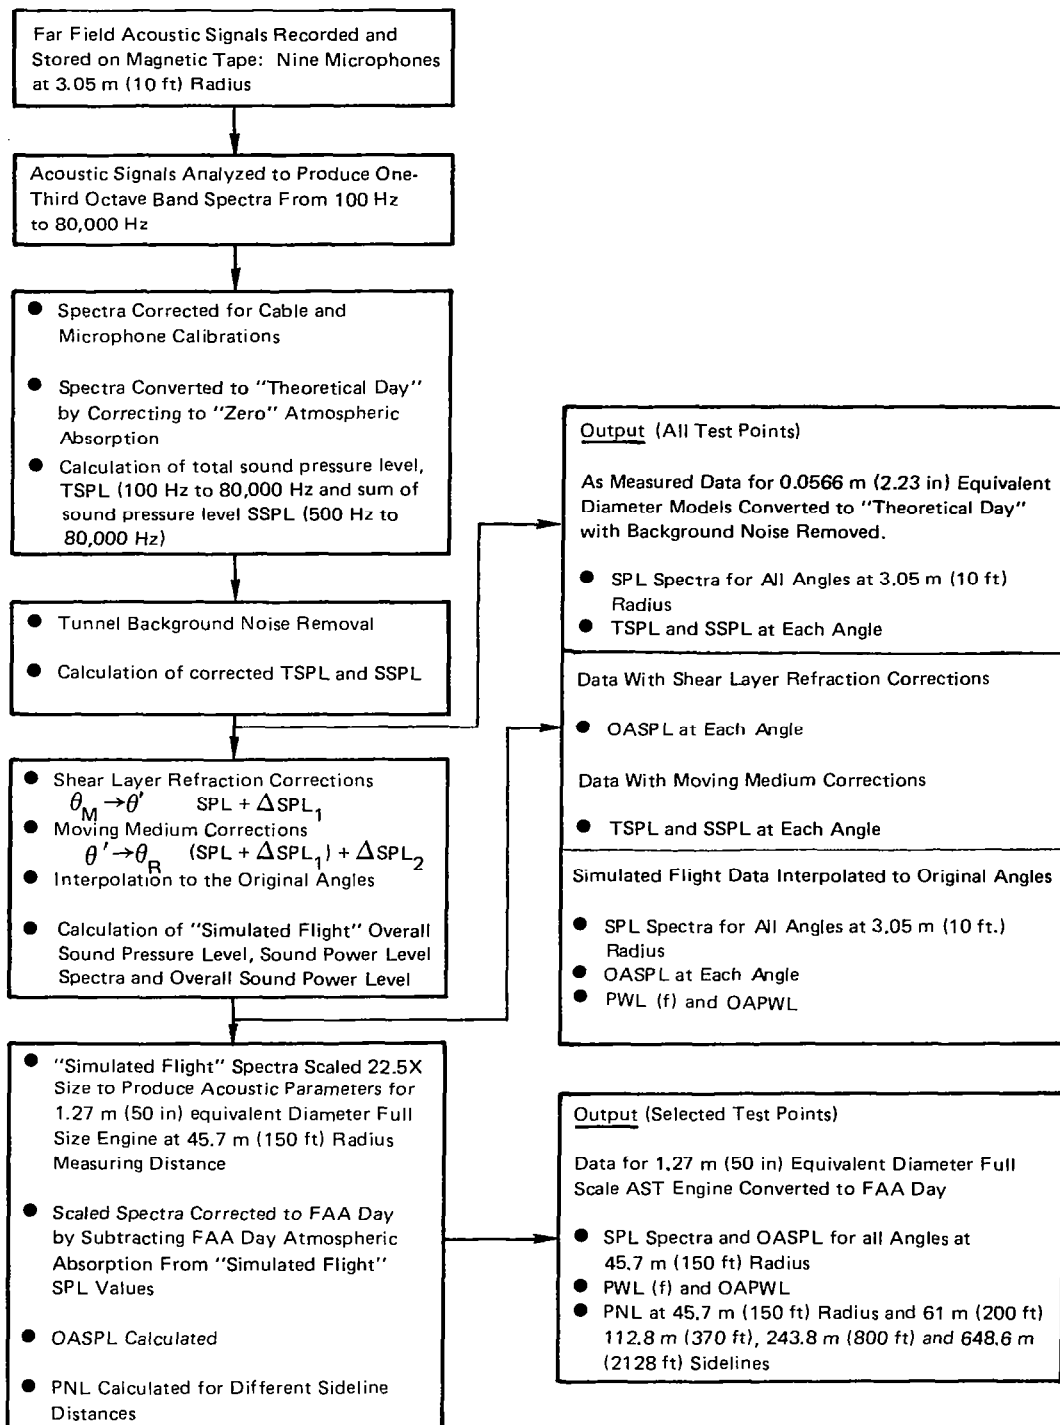 Far Field Acoustic Signals Recorded and
Stored on Magnetic Tape: Nine Microphones
at 3.05 m (10 ft) Radius
Acoustic Signals Analyzed to Produce One-
Third Octave Band Spectra From 100 Hz
to 80,000 Hz
● Spectra Corrected for Cable and
Microphone Calibrations
● Spectra Converted to "Theoretical Day"
by Correcting to "Zero" Atmospheric
Absorption
● Calculation of total sound pressure level,
TSPL (100 Hz to 80,000 Hz and sum of
sound pressure level SSPL (500 Hz to
80,000 Hz)
● Tunnel Background Noise Removal
● Calculation of corrected TSPL and SSPL
● Shear Layer Refraction Corrections
θ_M → θ' SPL + ΔSPL₁
● Moving Medium Corrections
θ' → θ_R (SPL + ΔSPL₁) + ΔSPL₂
● Interpolation to the Original Angles
● Calculation of "Simulated Flight" Overall
Sound Pressure Level, Sound Power Level
Spectra and Overall Sound Power Level
● "Simulated Flight" Spectra Scaled 22.5X
Size to Produce Acoustic Parameters for
1.27 m (50 in) equivalent Diameter Full
Size Engine at 45.7 m (150 ft) Radius
Measuring Distance
● Scaled Spectra Corrected to FAA Day
by Subtracting FAA Day Atmospheric
Absorption From "Simulated Flight"
SPL Values
● OASPL Calculated
● PNL Calculated for Different Sideline
Distances
Output (All Test Points)
As Measured Data for 0.0566 m (2.23 in) Equivalent
Diameter Models Converted to "Theoretical Day"
with Background Noise Removed.
● SPL Spectra for All Angles at 3.05 m (10 ft)
Radius
● TSPL and SSPL at Each Angle
Data With Shear Layer Refraction Corrections
● OASPL at Each Angle
Data With Moving Medium Corrections
● TSPL and SSPL at Each Angle
Simulated Flight Data Interpolated to Original Angles
● SPL Spectra for All Angles at 3.05 m (10 ft.)
Radius
● OASPL at Each Angle
● PWL (f) and OAPWL
Output (Selected Test Points)
Data for 1.27 m (50 in) Equivalent Diameter Full
Scale AST Engine Converted to FAA Day
● SPL Spectra and OASPL for all Angles at
45.7 m (150 ft) Radius
● PWL (f) and OAPWL
● PNL at 45.7 m (150 ft) Radius and 61 m (200 ft)
112.8 m (370 ft), 243.8 m (800 ft) and 648.6 m
(2128 ft) Sidelines